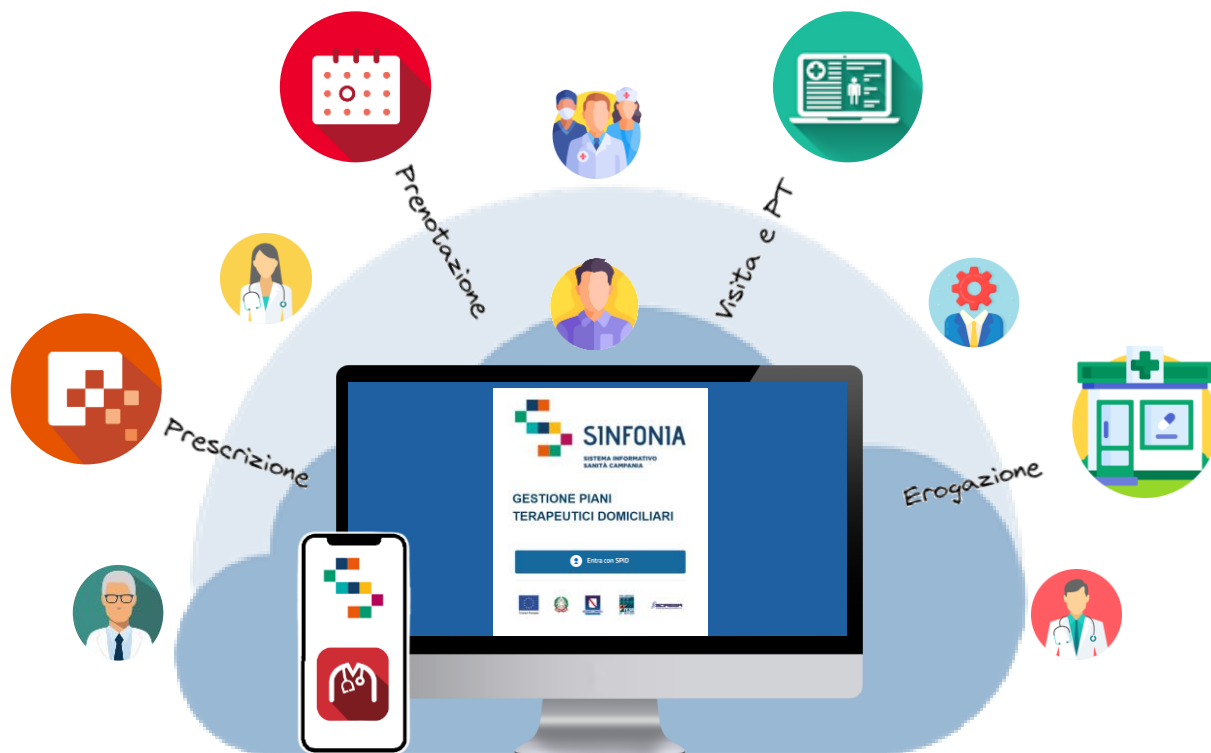 Prenotazione
Visita e PT
Prescrizione
Erogazione
SINFONIA
SISTEMA INFORMATIVO
SANITÀ CAMPANIA
GESTIONE PIANI
TERAPEUTICI DOMICILIARI
Entra con SPID